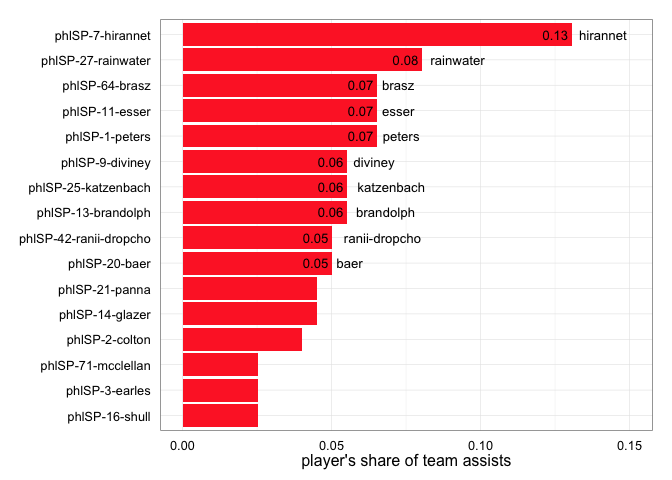 phlSP-7-hirannet 0.13 hirannet
phlSP-27-rainwater 0.08 rainwater
phlSP-64-brasz 0.07 brasz
phlSP-11-esser 0.07 esser
phlSP-1-peters 0.07 peters
phlSP-9-diviney 0.06 diviney
phlSP-25-katzenbach 0.06 katzenbach
phlSP-13-brandolph 0.06 brandolph
phlSP-42-ranii-dropcho 0.05 ranii-dropcho
phlSP-20-baer 0.05 baer
phlSP-21-panna
phlSP-14-glazer
phlSP-2-colton
phlSP-71-mcclellan
phlSP-3-earles
phlSP-16-shull
0.00 0.05 0.10 0.15
player's share of team assists